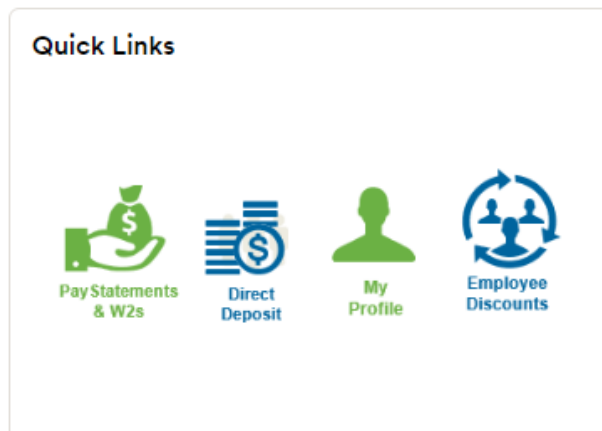 Quick Links
$
Pay Statements
& W2s
$
Direct
Deposit
My
Profile
Employee
Discounts